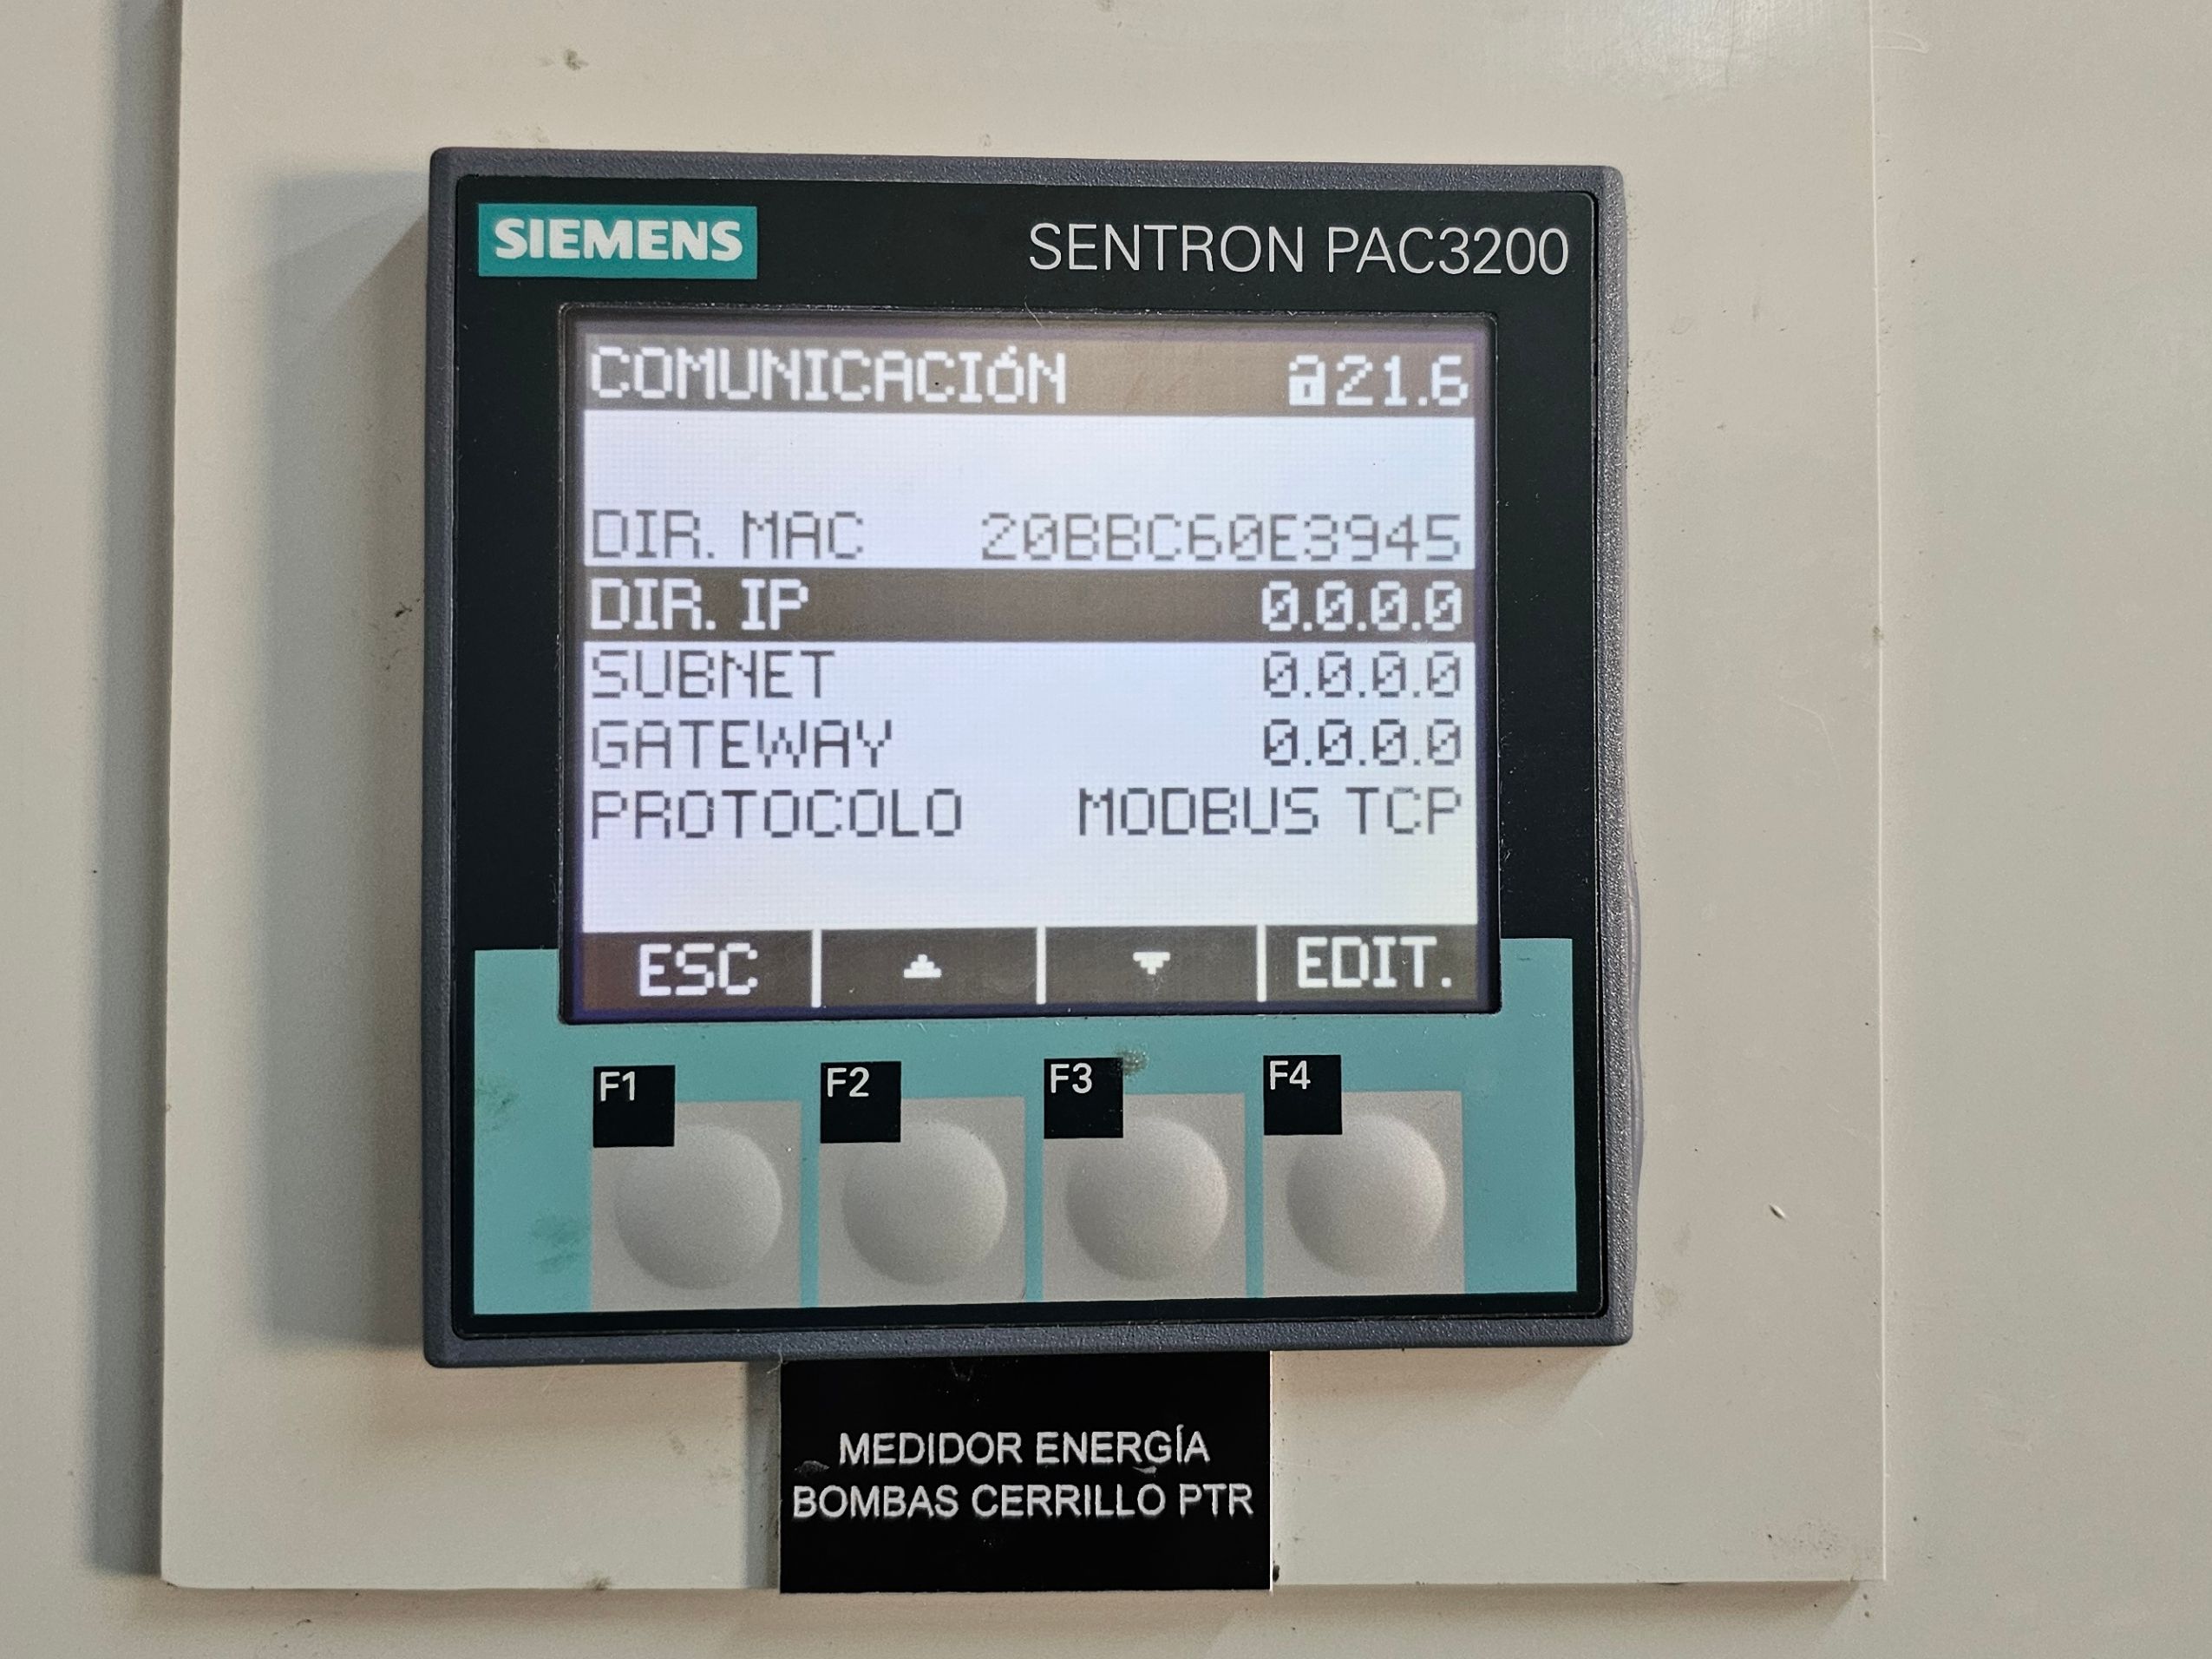 SIEMENS SENTRON PAC3200
COMUNICACIÓN 21.6
DIR. MAC 20BBC60E3945
DIR. IP 0.0.0.0
SUBNET 0.0.0.0
GATEWAY 0.0.0.0
PROTOCOLO MODBUS TCP
ESC EDIT.
F1 F2 F3 F4
MEDIDOR ENERGÍA
BOMBAS CERRILLO PTR